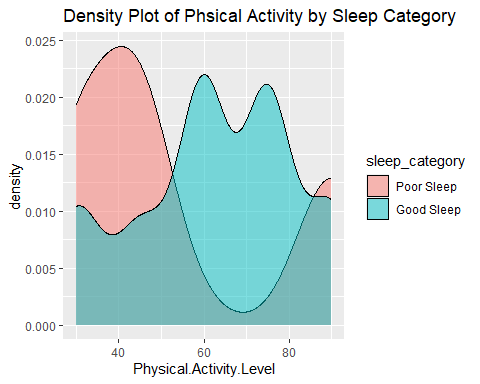 Density Plot of Phsical Activity by Sleep Category
0.025
0.020
0.015
0.010
0.005
0.000
density
40 60 80
Physical.Activity.Level
sleep_category
Poor Sleep
Good Sleep